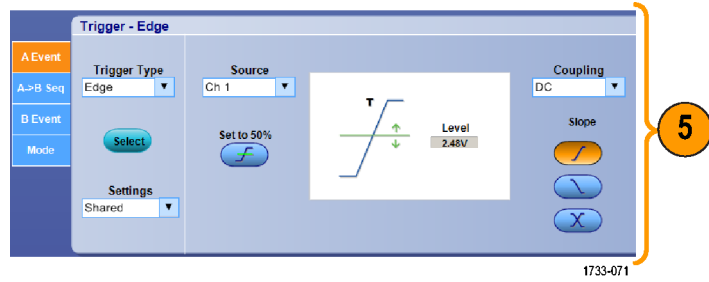 Trigger - Edge
A Event
A->B Seq
B Event
Mode
Trigger Type
Edge
Select
Settings
Shared
Source
Ch 1
Set to 50%
T
Level
2.48V
Coupling
DC
Slope
5
1733-071